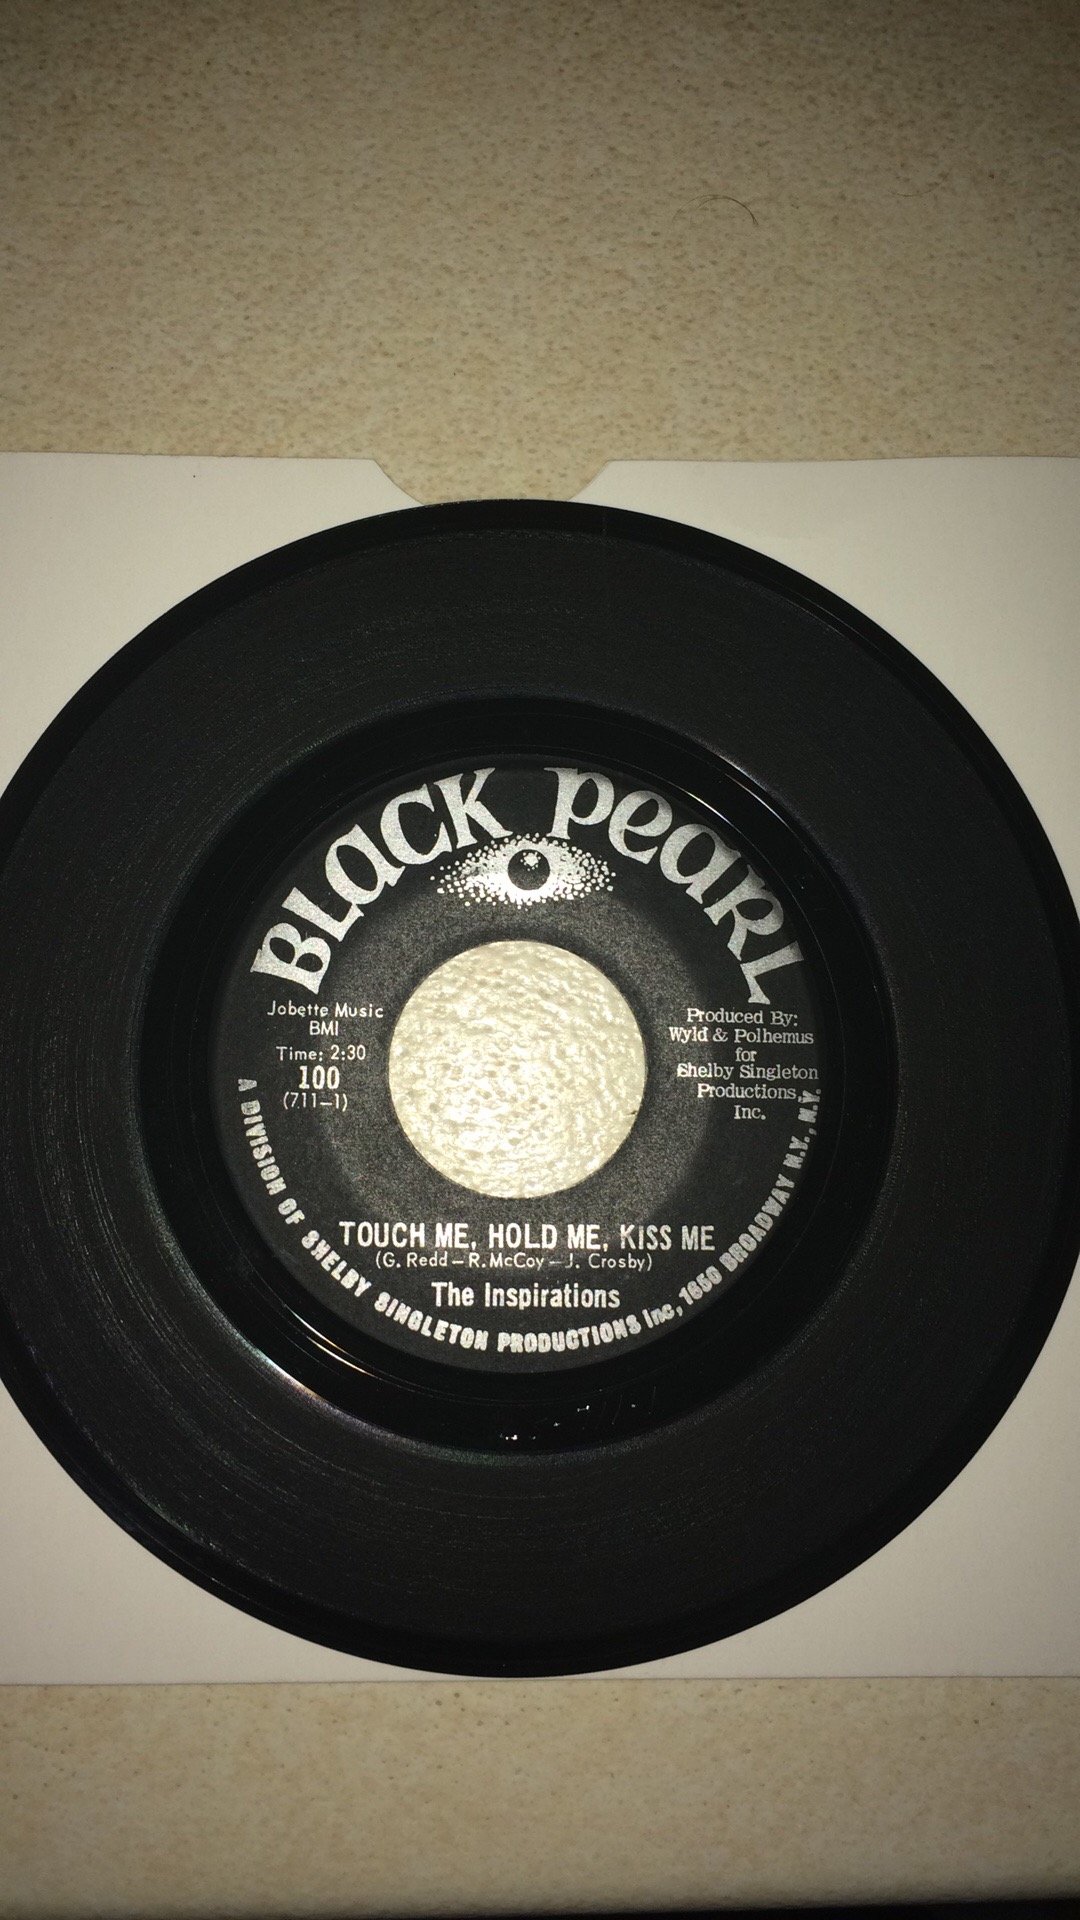 BLACK PEARL
Jobette Music
BMI
Time: 2:30
100
(711-1)
Produced By:
Wyld & Polhemus
for
Shelby Singleton
Productions,
Inc.
TOUCH ME, HOLD ME, KISS ME
(G. Redd - R. McCoy - J. Crosby)
The Inspirations
A DIVISION OF SHELBY SINGLETON PRODUCTIONS Inc, 1650 BROADWAY N.Y., N.Y.